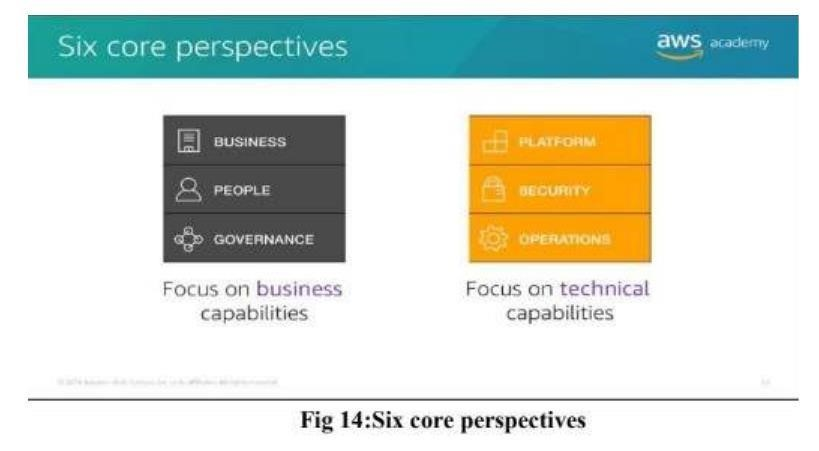 Six core perspectives
aws academy
BUSINESS
PEOPLE
GOVERNANCE
Focus on business
capabilities
PLATFORM
SECURITY
OPERATIONS
Focus on technical
capabilities
Fig 14:Six core perspectives